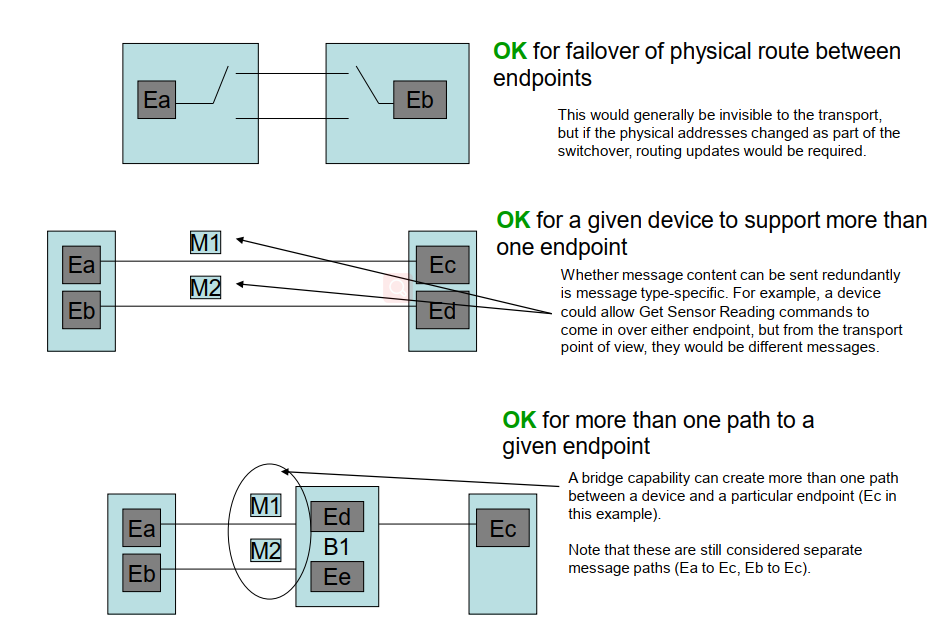 OK for failover of physical route between
endpoints
Ea
Eb
This would generally be invisible to the transport,
but if the physical addresses changed as part of the
switchover, routing updates would be required.
OK for a given device to support more than
one endpoint
M1
Ea
Ec
M2
Eb
Ed
Whether message content can be sent redundantly
is message type-specific. For example, a device
could allow Get Sensor Reading commands to
come in over either endpoint, but from the transport
point of view, they would be different messages.
OK for more than one path to a
given endpoint
M1
Ea
Ed
Ec
M2
B1
Eb
Ee
A bridge capability can create more than one path
between a device and a particular endpoint (Ec in
this example).
Note that these are still considered separate
message paths (Ea to Ec, Eb to Ec).